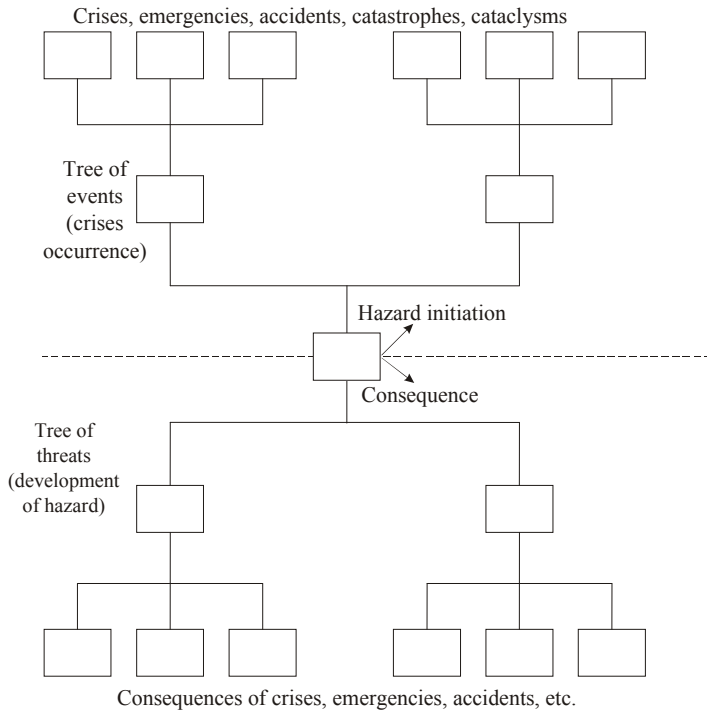 Crises, emergencies, accidents, catastrophes, cataclysms
Tree of
events
(crises
occurrence)
Hazard initiation
Consequence
Tree of
threats
(development
of hazard)
Consequences of crises, emergencies, accidents, etc.